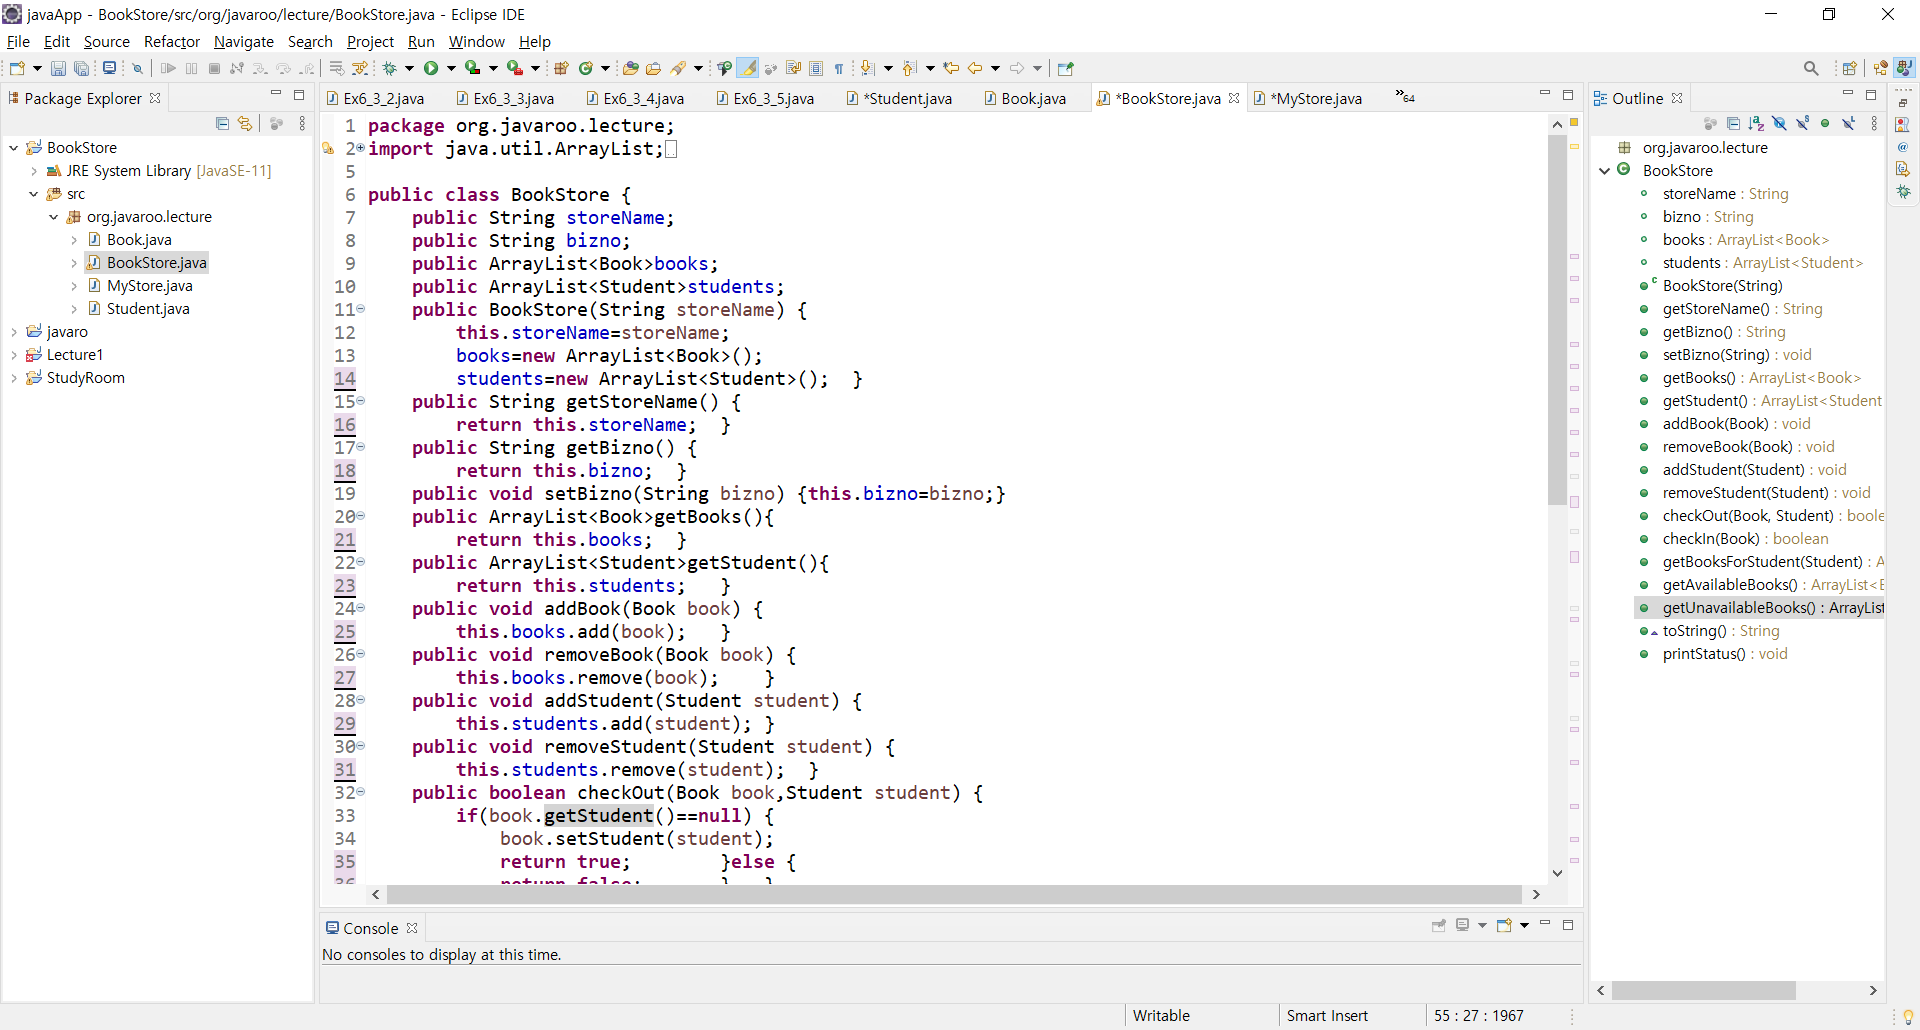 javaApp - BookStore/src/org/javaroo/lecture/BookStore.java - Eclipse IDE
File Edit Source Refactor Navigate Search Project Run Window Help
Package Explorer
BookStore
JRE System Library [JavaSE-11]
src
org.javaroo.lecture
Book.java
BookStore.java
MyStore.java
Student.java
javaro
Lecture1
StudyRoom
Ex6_3_2.java Ex6_3_3.java Ex6_3_4.java Ex6_3_5.java *Student.java Book.java *BookStore.java *MyStore.java »64
1 package org.javaroo.lecture;
2 import java.util.ArrayList;
5
6 public class BookStore {
7 public String storeName;
8 public String bizno;
9 public ArrayList<Book>books;
10 public ArrayList<Student>students;
11 public BookStore(String storeName) {
12 this.storeName=storeName;
13 books=new ArrayList<Book>();
14 students=new ArrayList<Student>(); }
15 public String getStoreName() {
16 return this.storeName; }
17 public String getBizno() {
18 return this.bizno; }
19 public void setBizno(String bizno) {this.bizno=bizno;}
20 public ArrayList<Book>getBooks(){
21 return this.books; }
22 public ArrayList<Student>getStudent(){
23 return this.students; }
24 public void addBook(Book book) {
25 this.books.add(book); }
26 public void removeBook(Book book) {
27 this.books.remove(book); }
28 public void addStudent(Student student) {
29 this.students.add(student); }
30 public void removeStudent(Student student) {
31 this.students.remove(student); }
32 public boolean checkOut(Book book,Student student) {
33 if(book.getStudent()==null) {
34 book.setStudent(student);
35 return true; }else {
36 return false; } }
Console
No consoles to display at this time.
Outline
org.javaroo.lecture
BookStore
storeName : String
bizno : String
books : ArrayList<Book>
students : ArrayList<Student>
BookStore(String)
getStoreName() : String
getBizno() : String
setBizno(String) : void
getBooks() : ArrayList<Book>
getStudent() : ArrayList<Student
addBook(Book) : void
removeBook(Book) : void
addStudent(Student) : void
removeStudent(Student) : void
checkOut(Book, Student) : boole
checkIn(Book) : boolean
getBooksForStudent(Student) : A
getAvailableBooks() : ArrayList<E
getUnavailableBooks() : ArrayList
toString() : String
printStatus() : void
Writable Smart Insert 55 : 27 : 1967